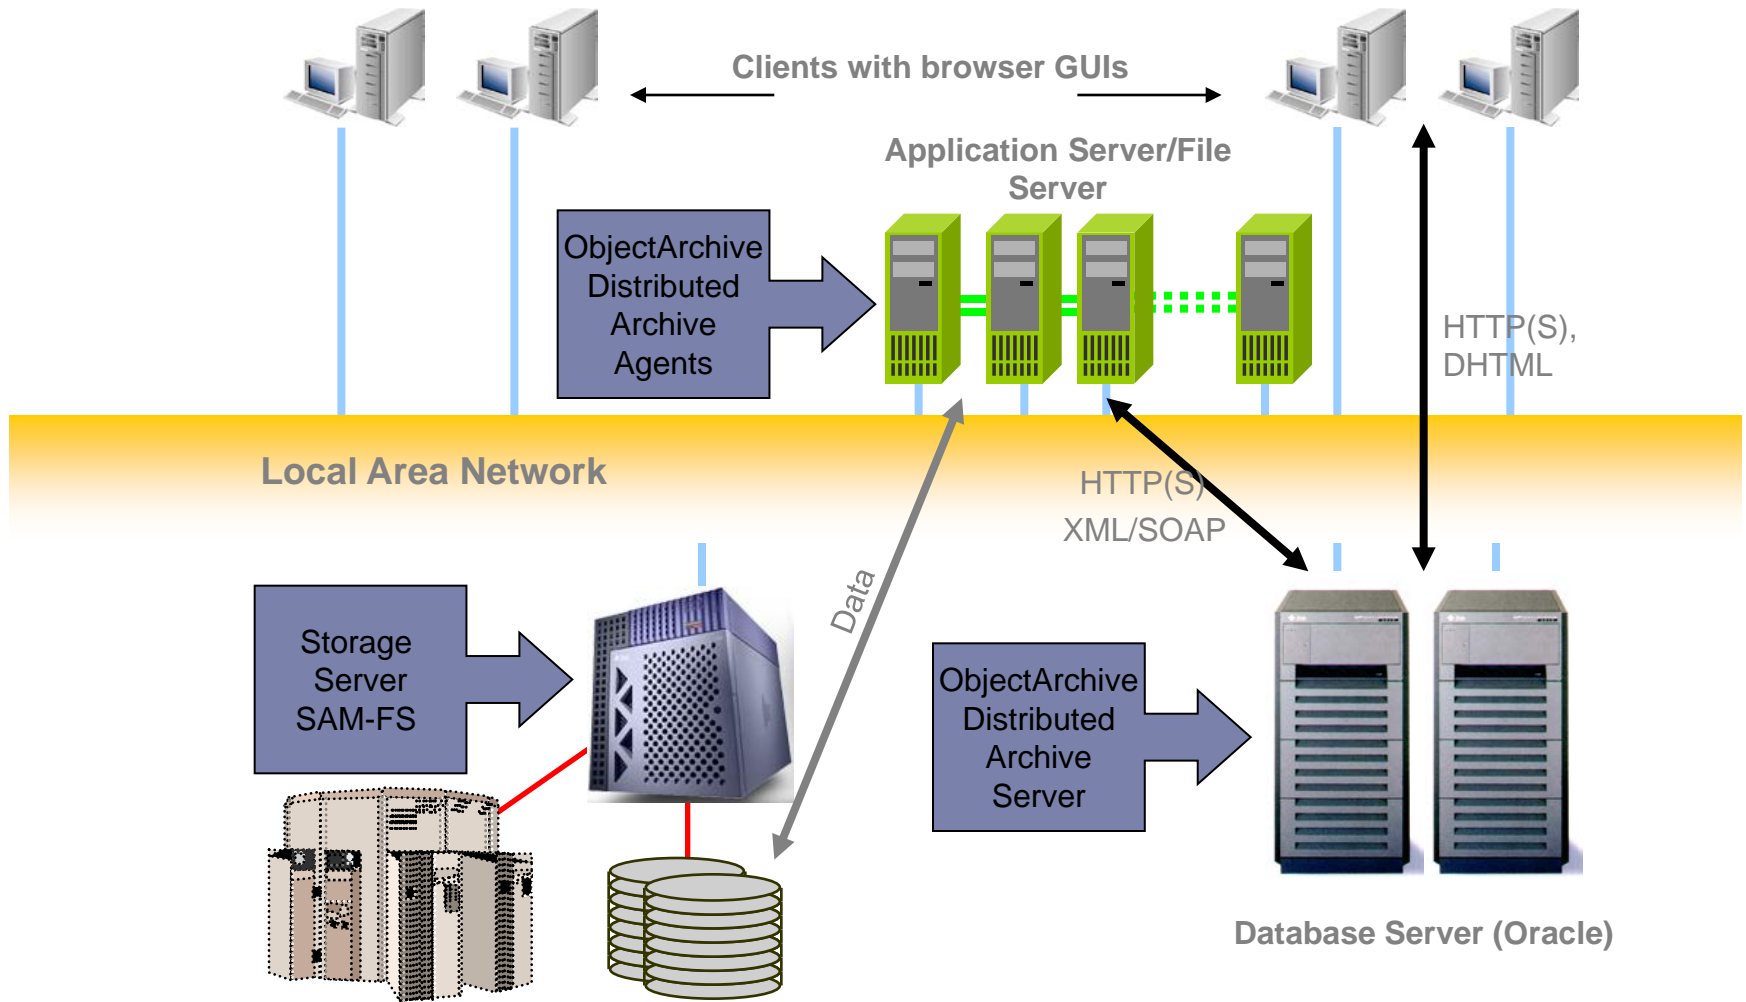 Clients with browser GUIs
Application Server/File
Server
ObjectArchive
Distributed
Archive
Agents
HTTP(S),
DHTML
Local Area Network
HTTP(S)
XML/SOAP
Data
Storage
Server
SAM-FS
ObjectArchive
Distributed
Archive
Server
Database Server (Oracle)